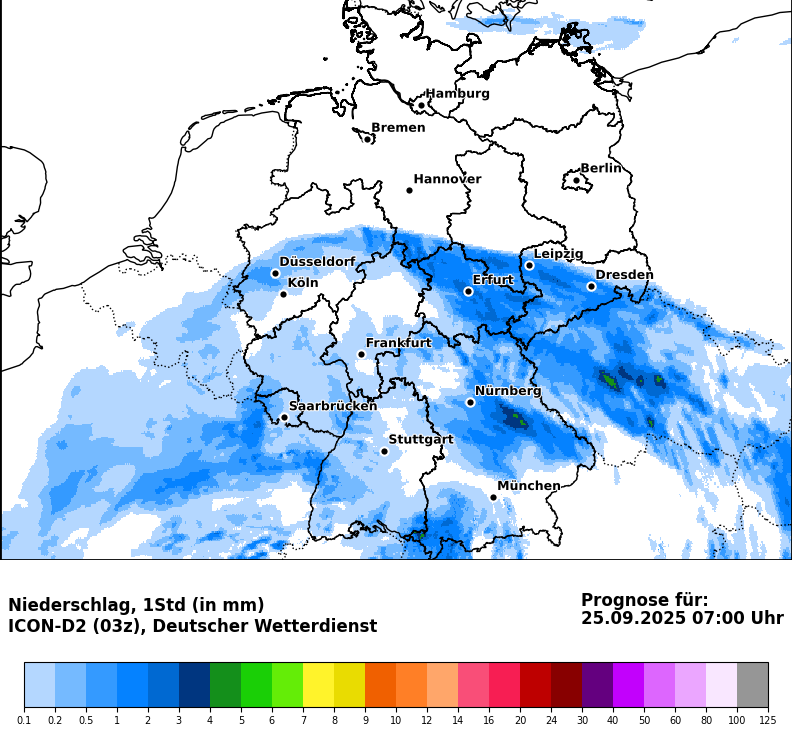 Hamburg
Bremen
Berlin
Hannover
Leipzig
Düsseldorf
Dresden
Köln
Erfurt
Frankfurt
Nürnberg
Saarbrücken
Stuttgart
München
Niederschlag, 1Std (in mm)
ICON-D2 (03z), Deutscher Wetterdienst
Prognose für:
25.09.2025 07:00 Uhr
0.1 0.2 0.5 1 2 3 4 5 6 7 8 9 10 12 14 16 20 24 30 40 50 60 80 100 125